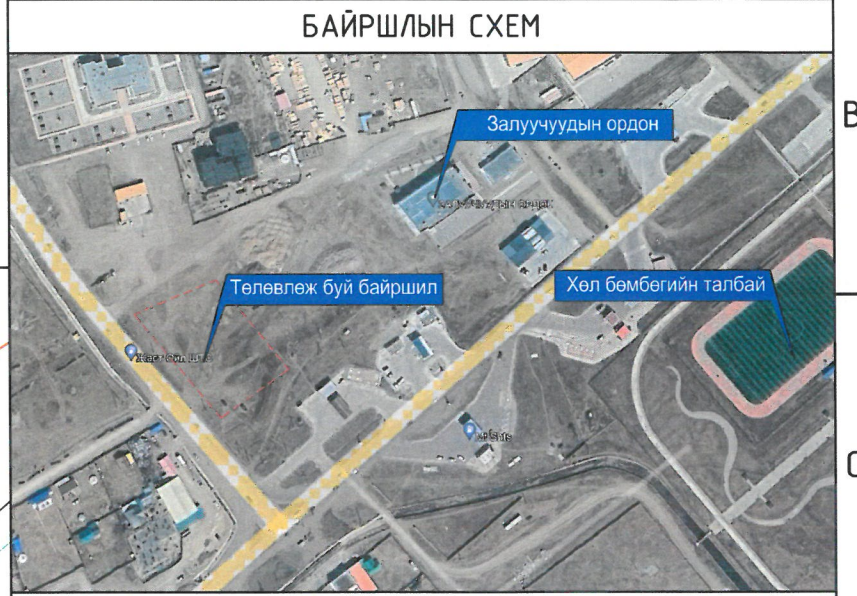 БАЙРШЛЫН СХЕМ
Залуучуудын ордон
Төлөвлөж буй байршил
Хөл бөмбөгийн талбай